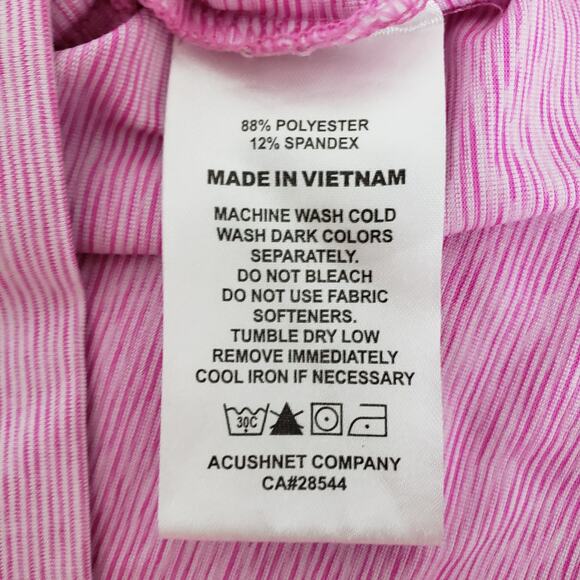 88% POLYESTER
12% SPANDEX
MADE IN VIETNAM
MACHINE WASH COLD
WASH DARK COLORS
SEPARATELY.
DO NOT BLEACH
DO NOT USE FABRIC
SOFTENERS.
TUMBLE DRY LOW
REMOVE IMMEDIATELY
COOL IRON IF NECESSARY
30C
ACUSHNET COMPANY
CA#28544